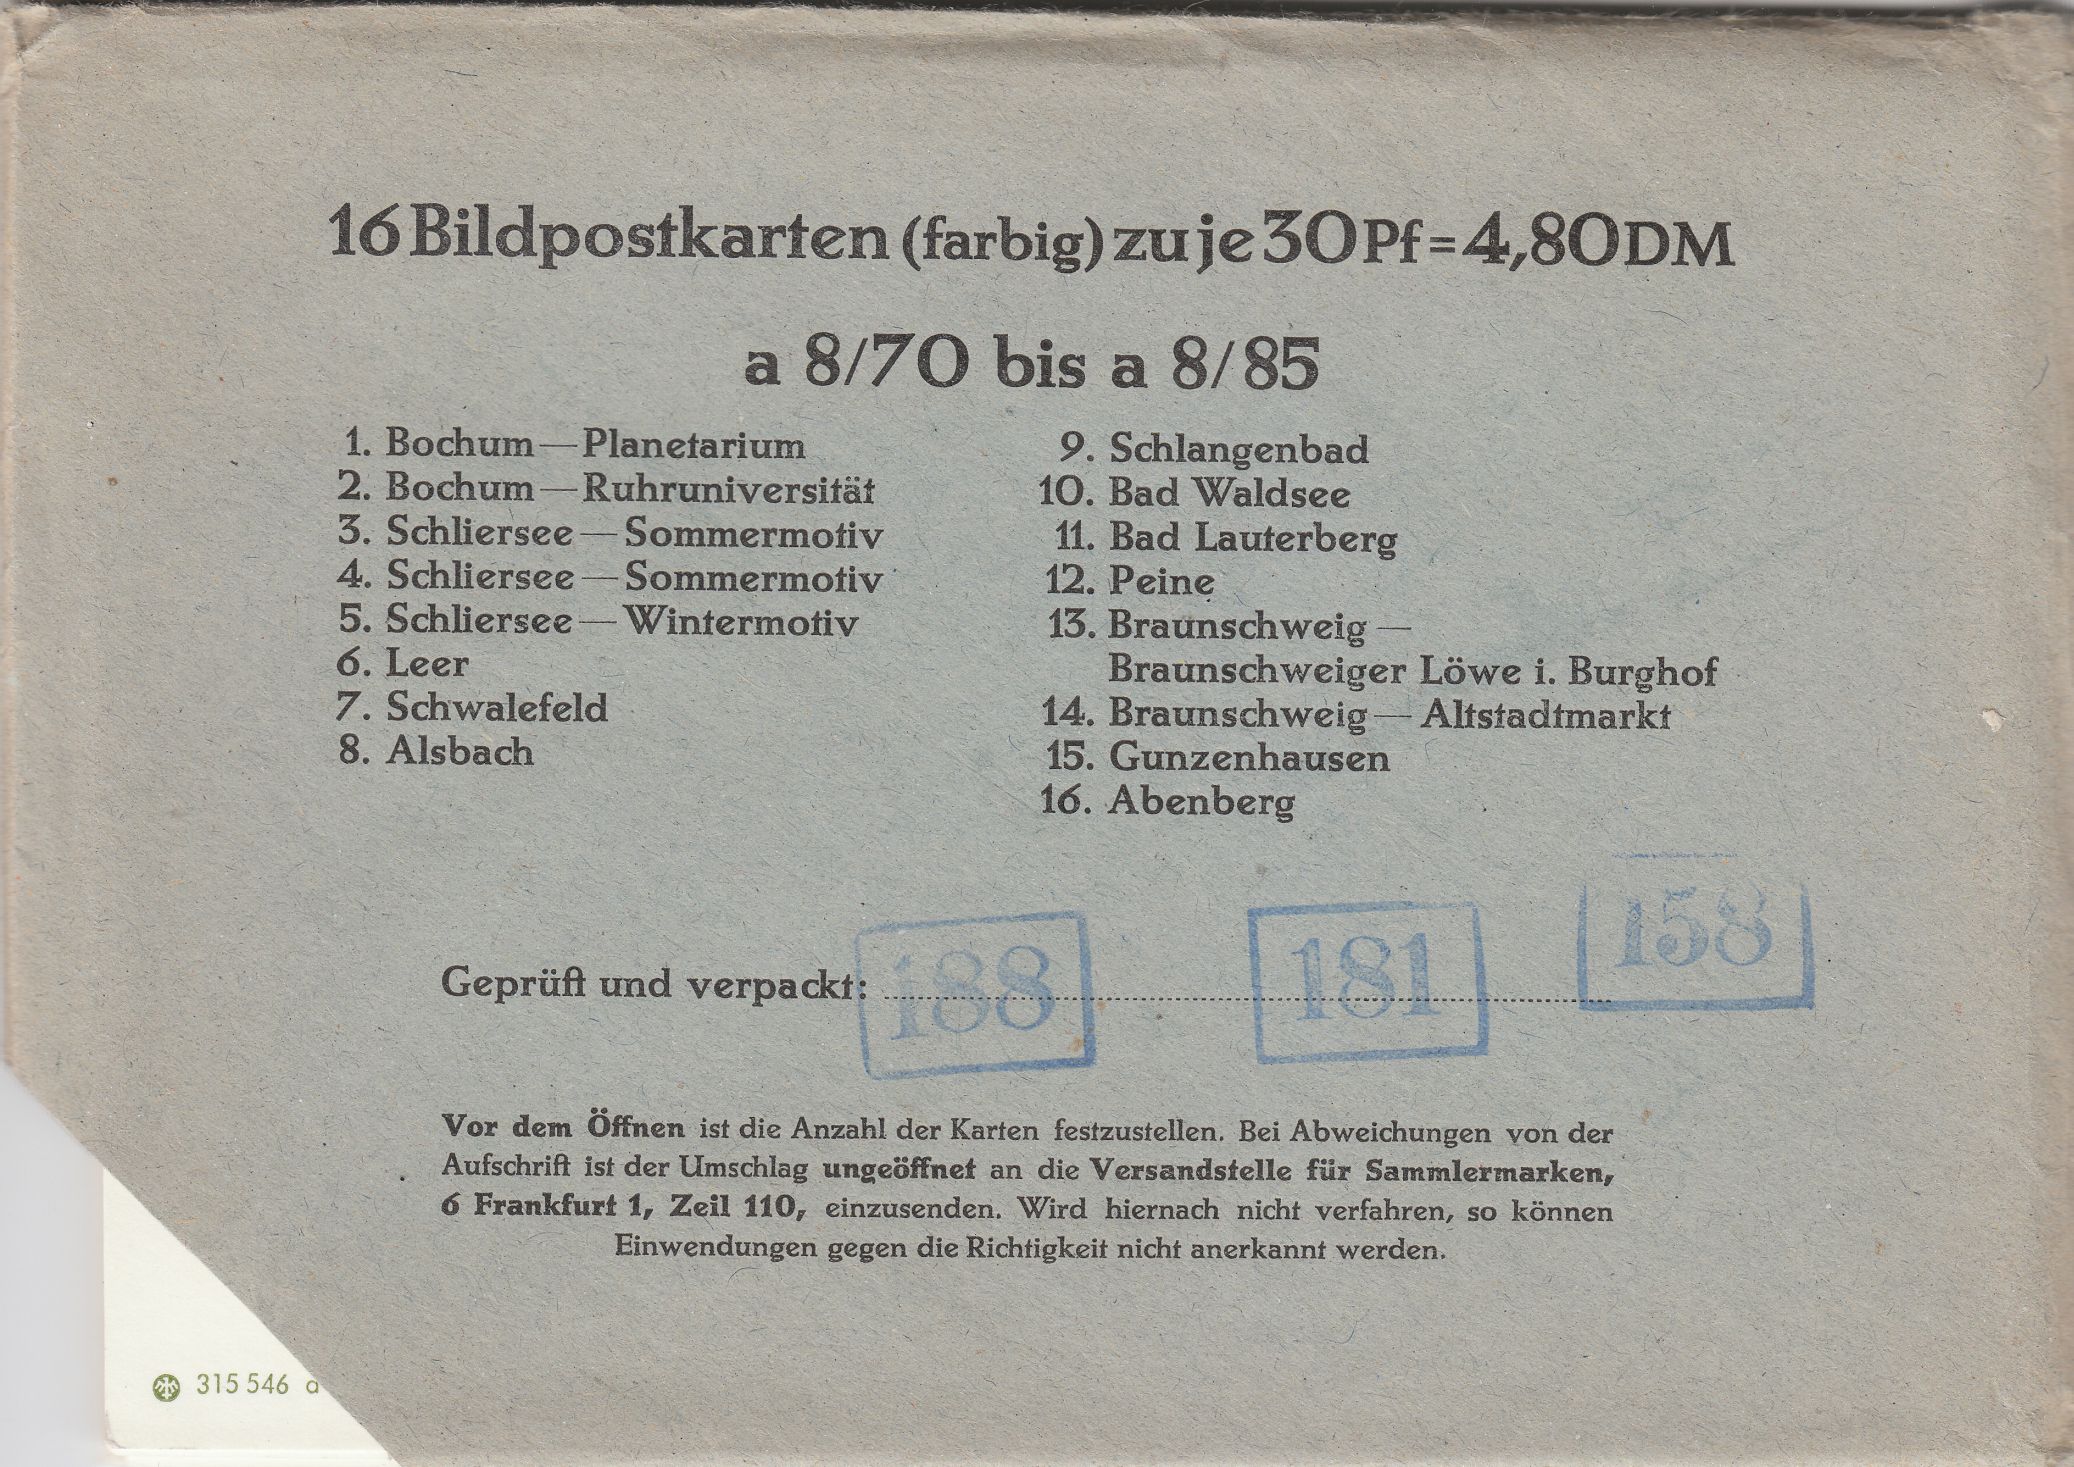 16 Bildpostkarten (farbig) zu je 30 Pf = 4,80 DM
a 8/70 bis a 8/85
1. Bochum — Planetarium
2. Bochum — Ruhruniversität
3. Schliersee — Sommermotiv
4. Schliersee — Sommermotiv
5. Schliersee — Wintermotiv
6. Leer
7. Schwalefeld
8. Alsbach
9. Schlangenbad
10. Bad Waldsee
11. Bad Lauterberg
12. Peine
13. Braunschweig —
Braunschweiger Löwe i. Burghof
14. Braunschweig — Altstadtmarkt
15. Gunzenhausen
16. Abenberg
Geprüft und verpackt: 188 181 158
Vor dem Öffnen ist die Anzahl der Karten festzustellen. Bei Abweichungen von der
Aufschrift ist der Umschlag ungeöffnet an die Versandstelle für Sammlermarken,
6 Frankfurt 1, Zeil 110, einzusenden. Wird hiernach nicht verfahren, so können
Einwendungen gegen die Richtigkeit nicht anerkannt werden.
315 546 a